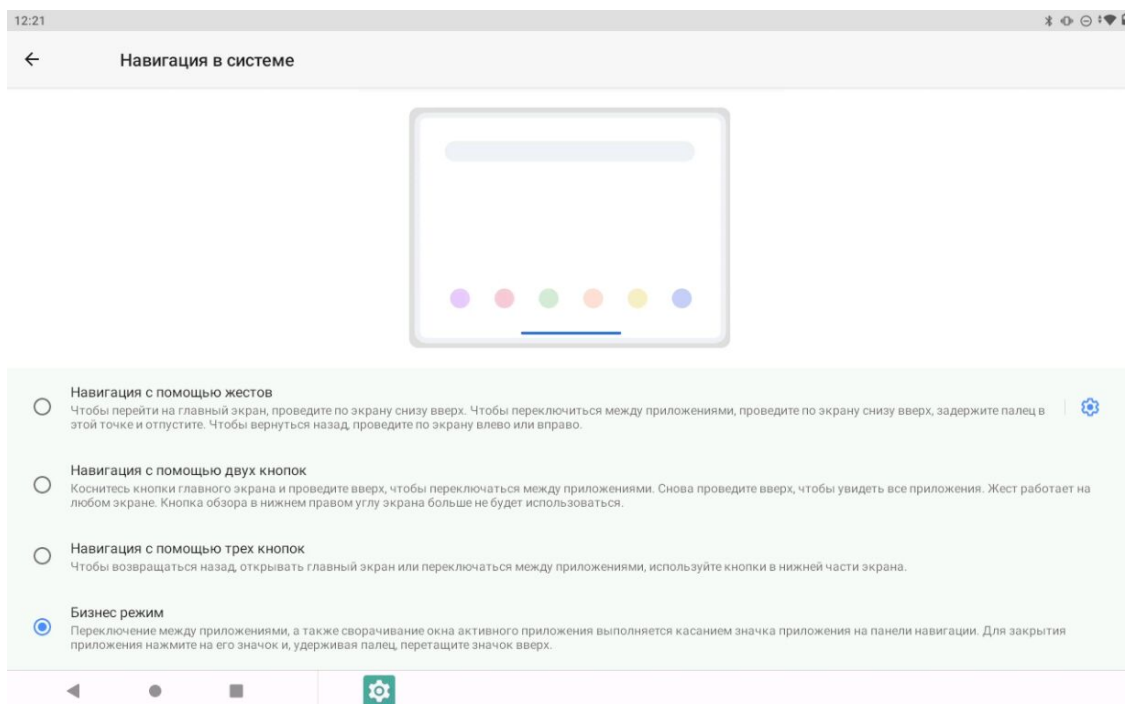 12:21
Навигация в системе
Навигация с помощью жестов
Чтобы перейти на главный экран, проведите по экрану снизу вверх. Чтобы переключиться между приложениями, проведите по экрану снизу вверх, задержите палец в
этой точке и отпустите. Чтобы вернуться назад, проведите по экрану влево или вправо.
Навигация с помощью двух кнопок
Коснитесь кнопки главного экрана и проведите вверх, чтобы переключаться между приложениями. Снова проведите вверх, чтобы увидеть все приложения. Жест работает на
любом экране. Кнопка обзора в нижнем правом углу экрана больше не будет использоваться.
Навигация с помощью трех кнопок
Чтобы возвращаться назад, открывать главный экран или переключаться между приложениями, используйте кнопки в нижней части экрана.
Бизнес режим
Переключение между приложениями, а также сворачивание окна активного приложения выполняется касанием значка приложения на панели навигации. Для закрытия
приложения нажмите на его значок и, удерживая палец, перетащите значок вверх.